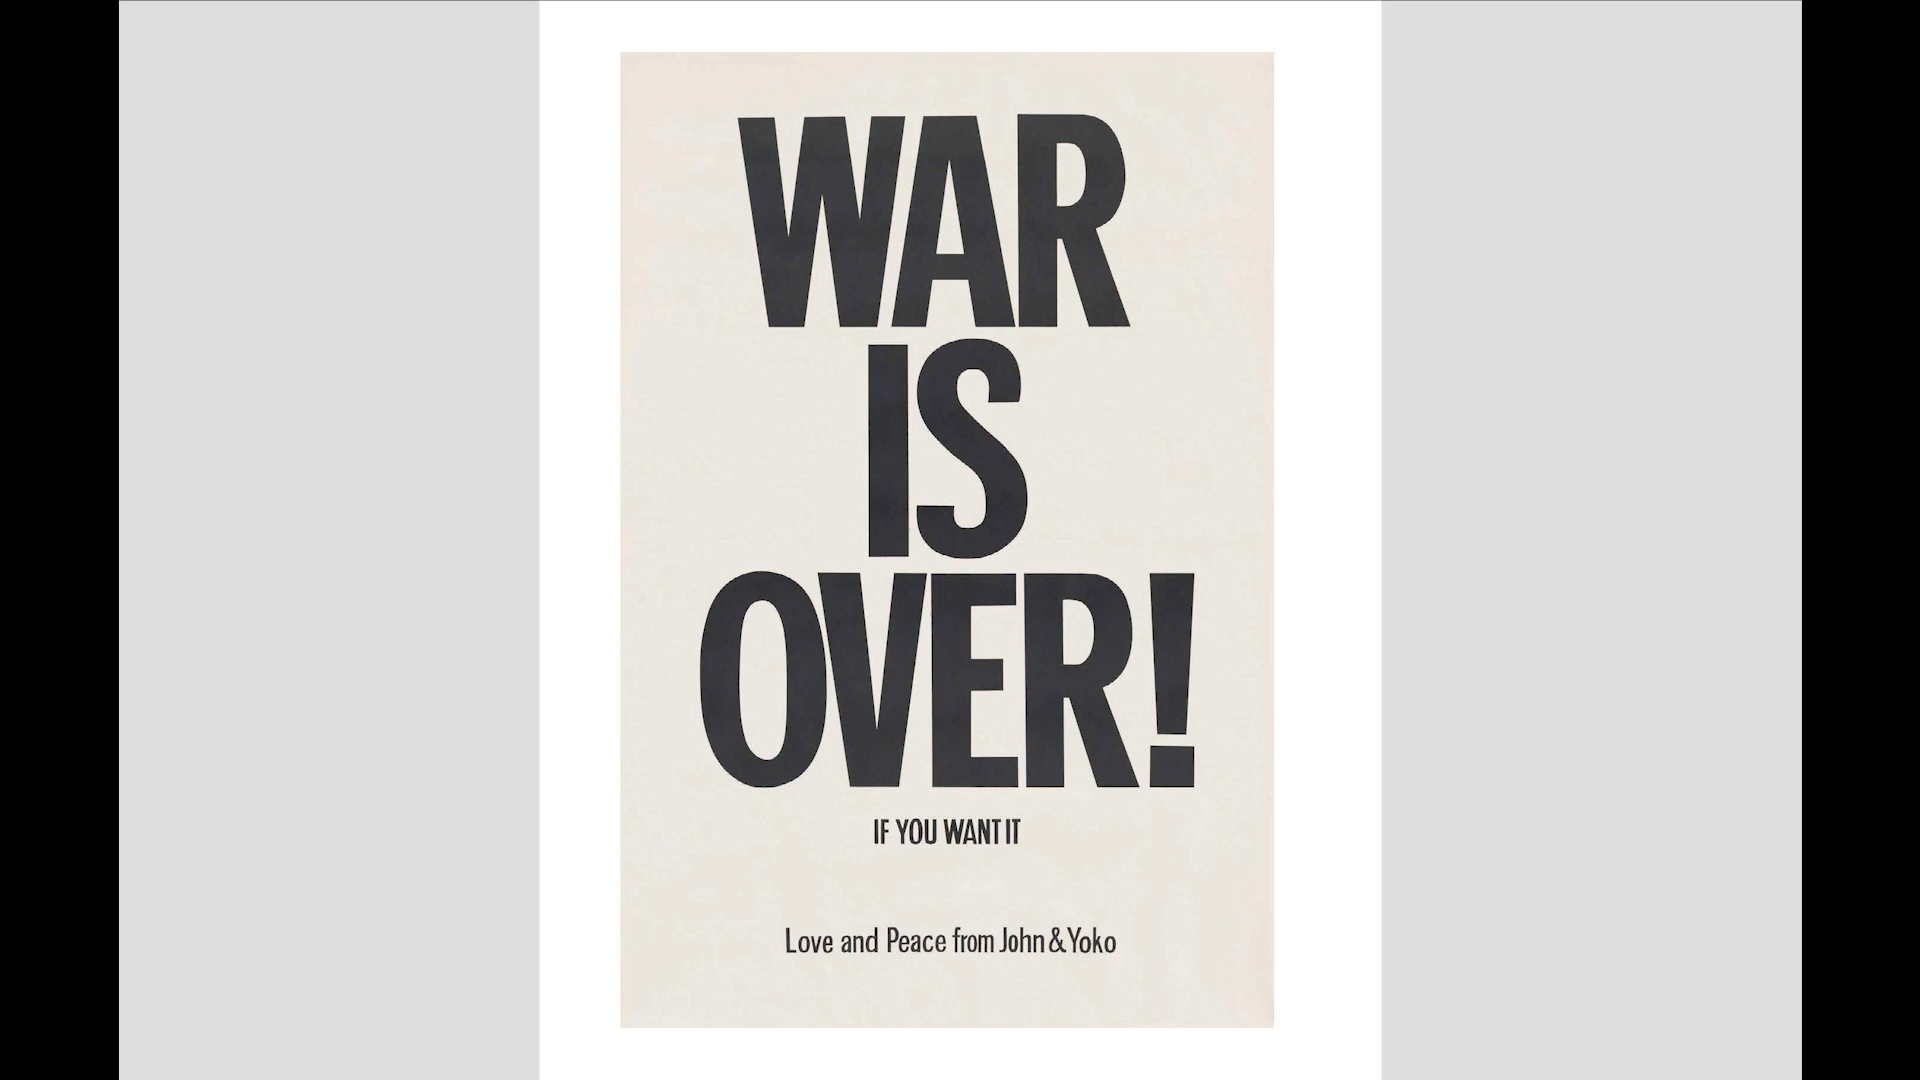 WAR
IS
OVER!
IF YOU WANT IT
Love and Peace from John & Yoko